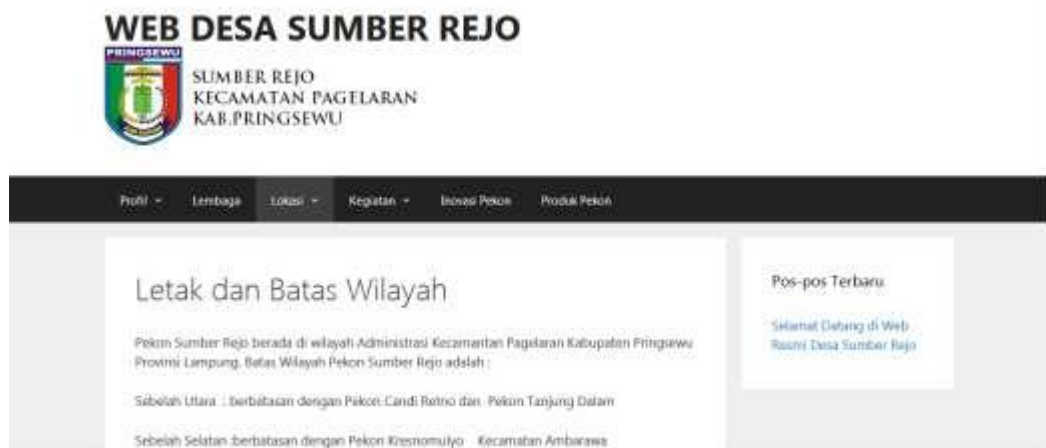 WEB DESA SUMBER REJO
PRINGSEWU
SUMBER REJO
KECAMATAN PAGELARAN
KAB.PRINGSEWU
Profil Lembaga Lokasi Kegiatan Inovasi Pekon Produk Pekon
Letak dan Batas Wilayah
Pekon Sumber Rejo berada di wilayah Administrasi Kecamantan Pagelaran Kabupaten Pringsewu
Provinsi Lampung. Batas Wilayah Pekon Sumber Rejo adalah :
Sabelah Utara : berbatasan dengan Pekon Candi Retno dan Pekon Tanjung Dalam
Sebelah Selatan :berbatasan dengan Pekon Kresnomulyo Kecamatan Ambarawa
Pos-pos Terbaru
Selamat Datang di Web
Resmi Desa Sumber Rejo